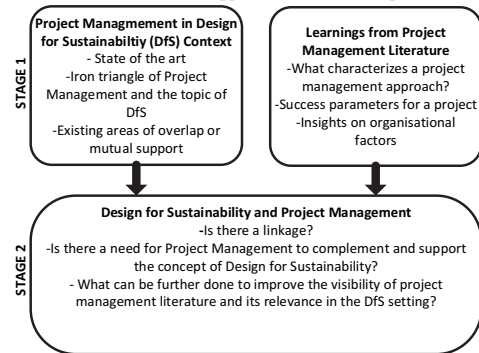 Project Managmement in Design
for Sustainabiltiy (DfS) Context
- State of the art
-Iron triangle of Project
Management and the topic of
DfS
-Existing areas of overlap or
mutual support
Learnings from Project
Management Literature
-What characterizes a project
management approach?
-Success parameters for a project
-Insights on organisational
factors
STAGE 1
Design for Sustainability and Project Management
-Is there a linkage?
-Is there a need for Project Management to complement and support
the concept of Design for Sustainability?
- What can be further done to improve the visibility of project
management literature and its relevance in the DfS setting?
STAGE 2